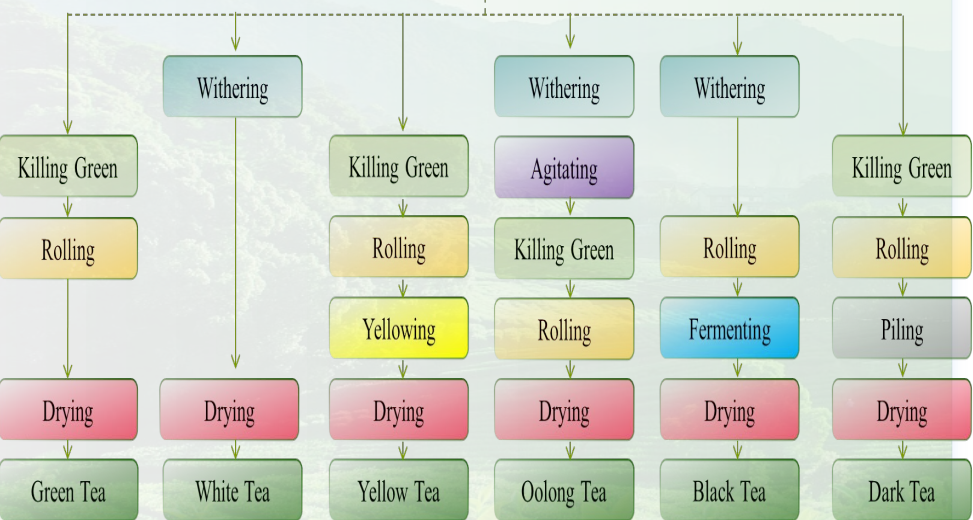 Withering
Withering
Withering
Killing Green
Killing Green
Agitating
Killing Green
Rolling
Rolling
Killing Green
Rolling
Rolling
Yellowing
Rolling
Fermenting
Piling
Drying
Drying
Drying
Drying
Drying
Drying
Green Tea
White Tea
Yellow Tea
Oolong Tea
Black Tea
Dark Tea